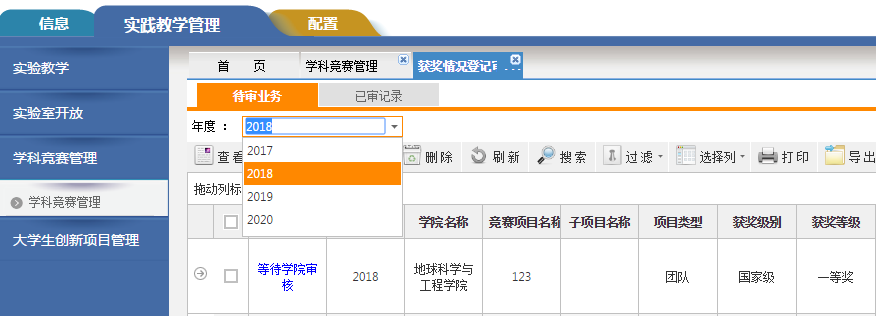 信息
实践教学管理
配置
实验教学
实验室开放
学科竞赛管理
学科竞赛管理
大学生创新项目管理
首 页
学科竞赛管理
获奖情况登记审...
待审业务
已审记录
年度：
2018
2017
2018
2019
2020
查看
删除
刷新
搜索
过滤
选择列
打印
导出
拖动列标
学院名称
竞赛项目名称
子项目名称
项目类型
获奖级别
获奖等级
等待学院审
核
2018
地球科学与
工程学院
123
团队
国家级
一等奖